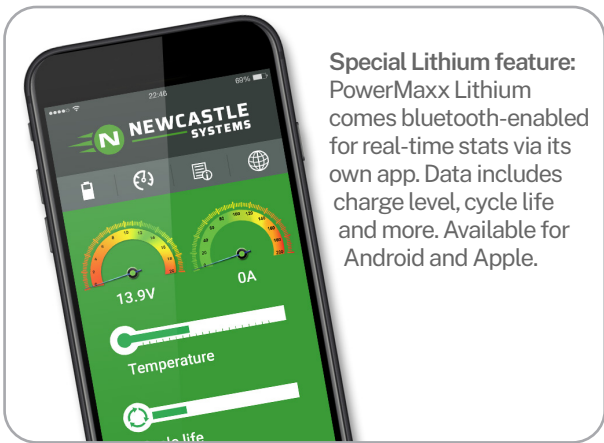 22:46
69%
NEWCASTLE
SYSTEMS
13.9V
0A
Temperature
life
Special Lithium feature:
PowerMaxx Lithium
comes bluetooth-enabled
for real-time stats via its
own app. Data includes
charge level, cycle life
and more. Available for
Android and Apple.